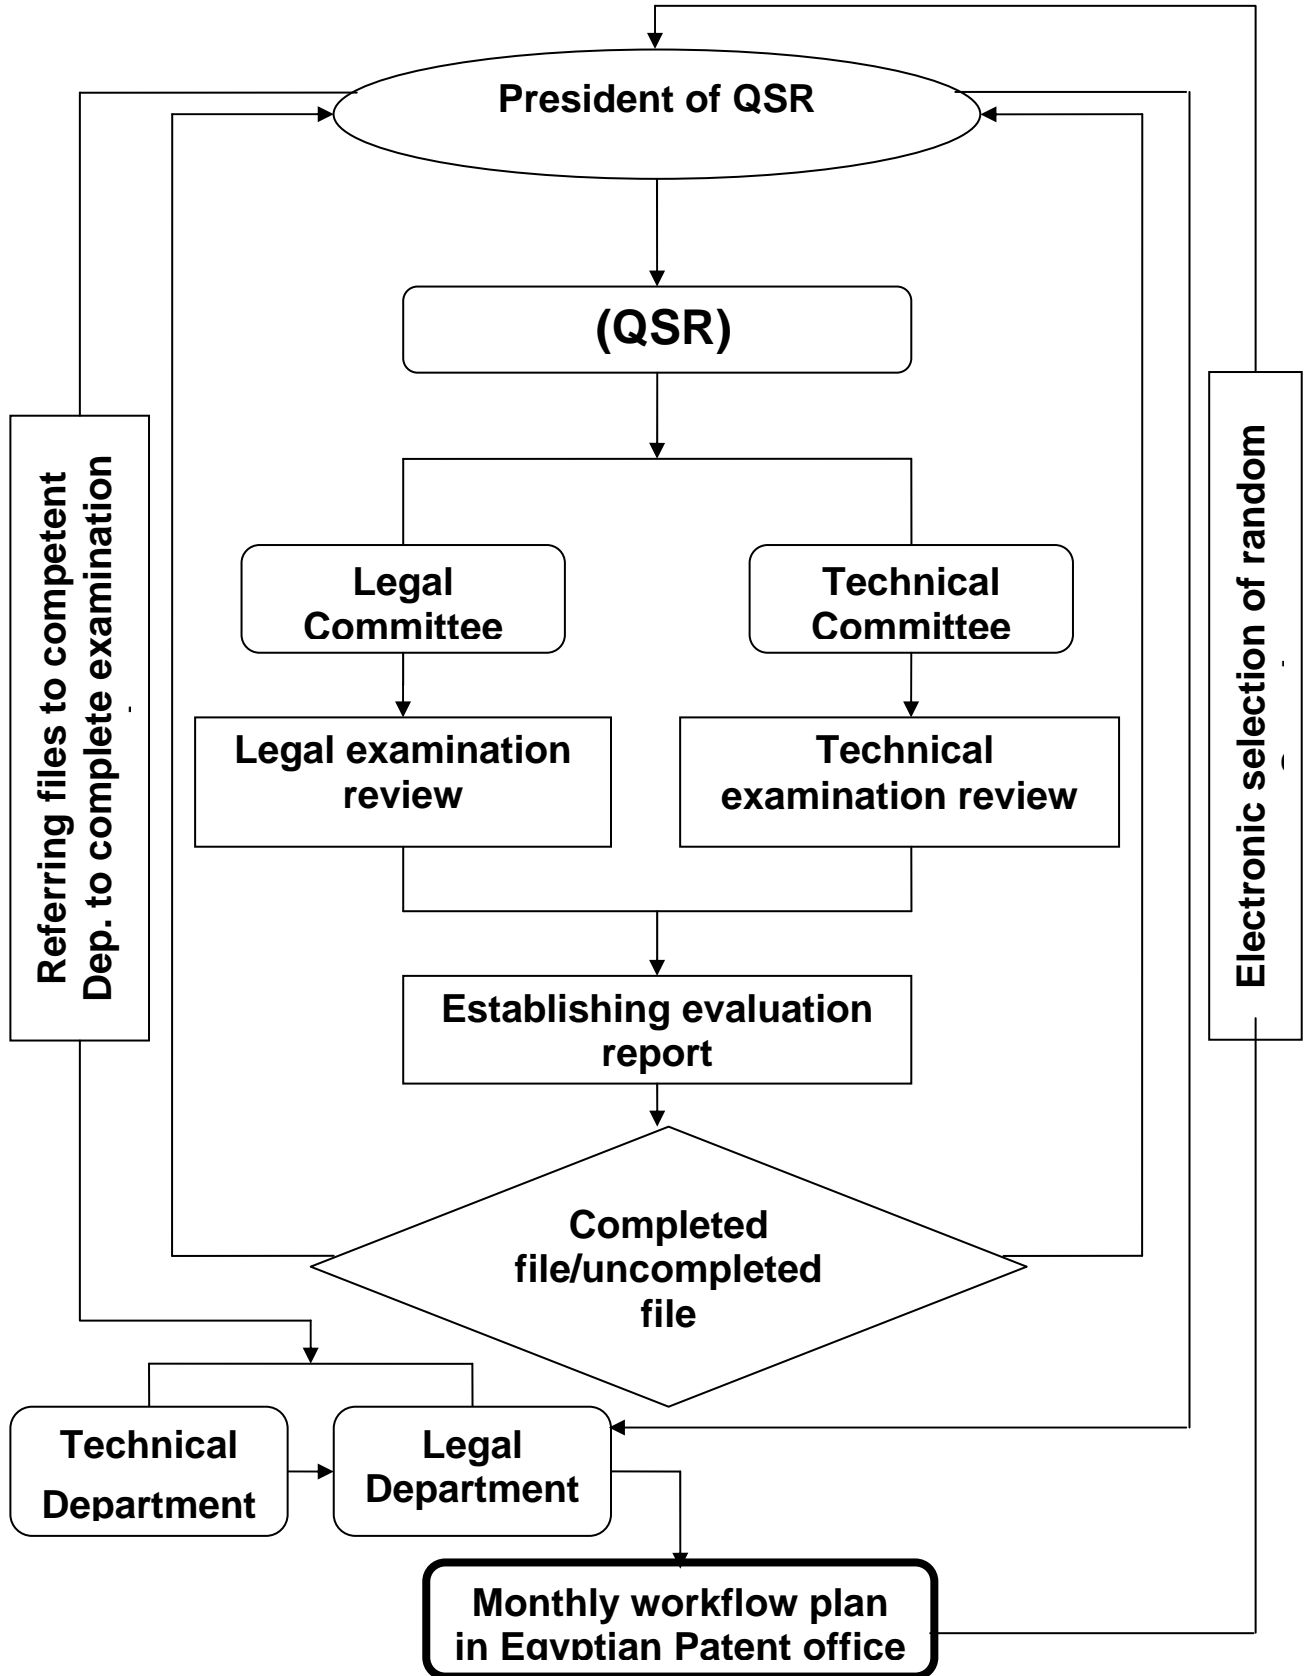 President of QSR
(QSR)
Legal
Committee
Technical
Committee
Legal examination
review
Technical
examination review
Establishing evaluation
report
Completed
file/uncompleted
file
Referring files to competent
Dep. to complete examination
Electronic selection of random
Technical
Department
Legal
Department
Monthly workflow plan
in Egyptian Patent office